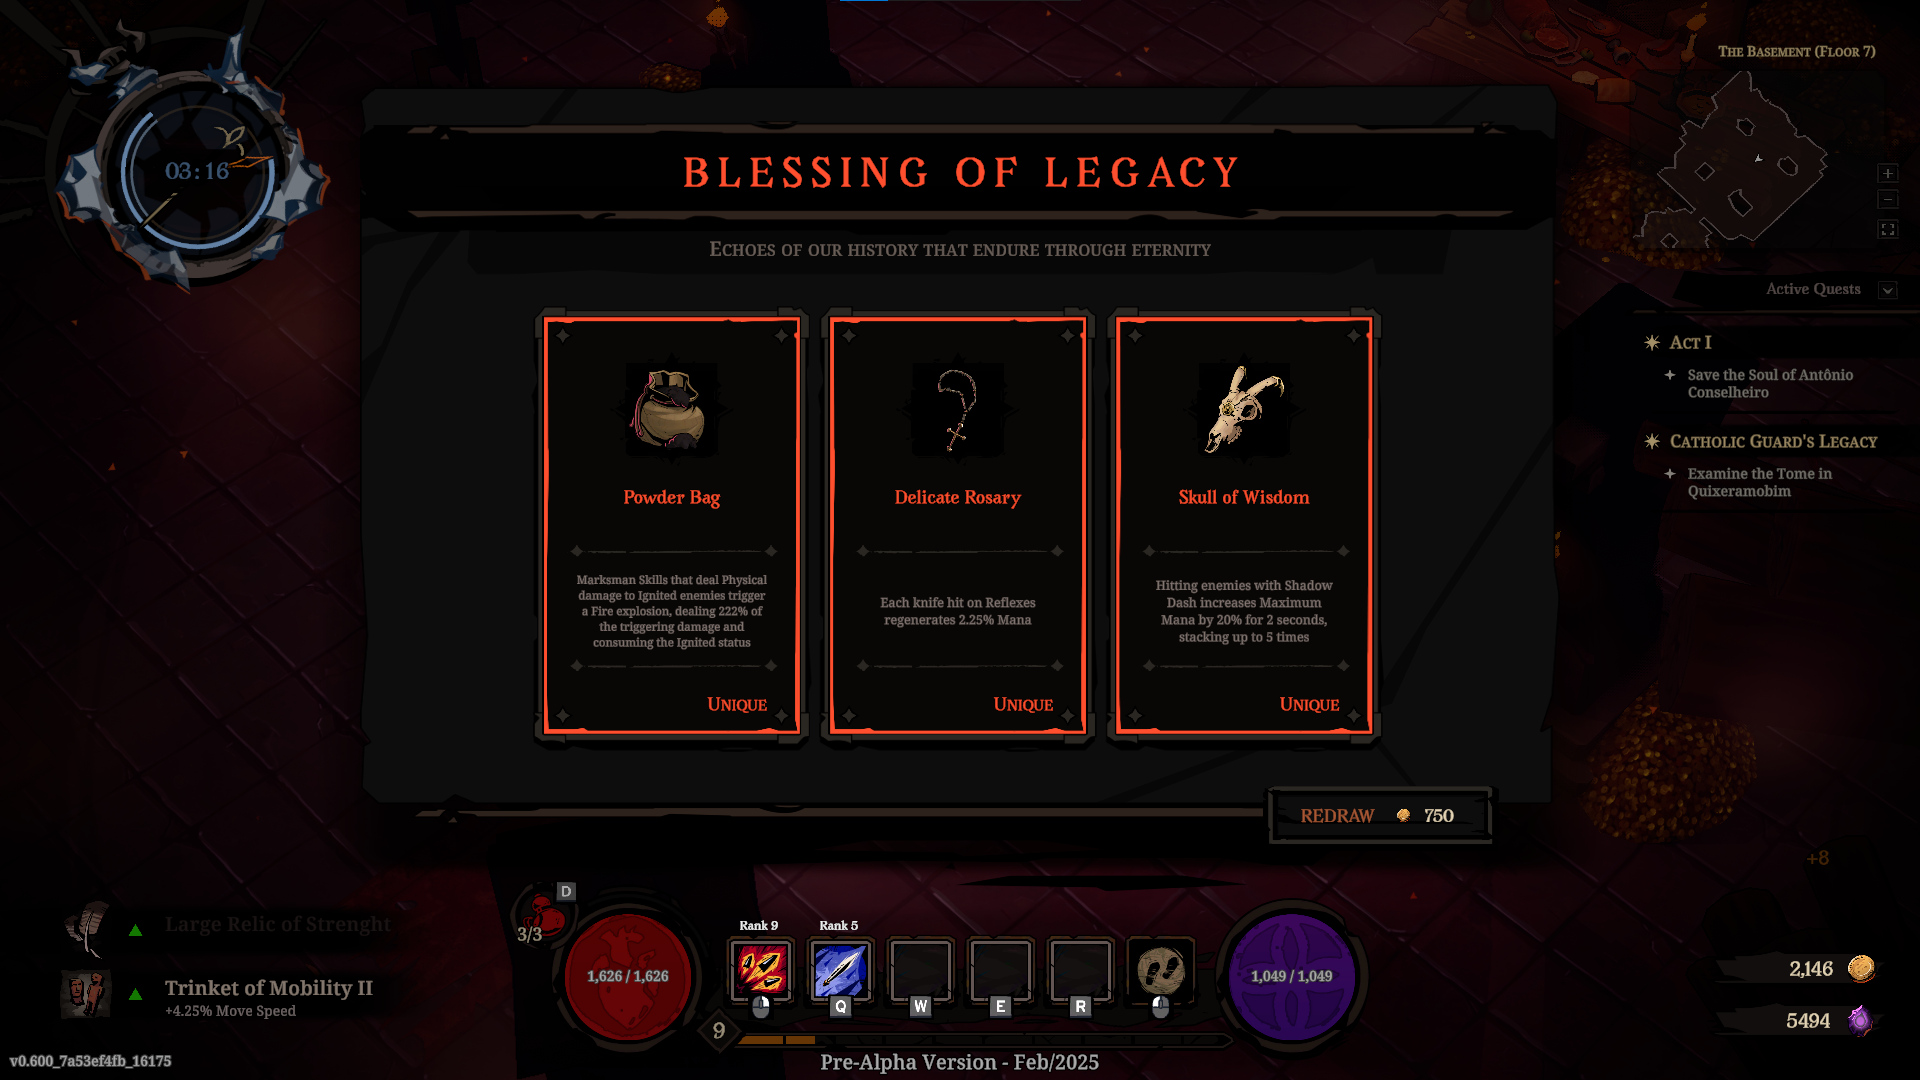 THE BASEMENT (FLOOR 7)
03:16
BLESSING OF LEGACY
ECHOES OF OUR HISTORY THAT ENDURE THROUGH ETERNITY
Active Quests
ACT I
Save the Soul of Antônio
Conselheiro
CATHOLIC GUARD'S LEGACY
Examine the Tome in
Quixeramobim
Powder Bag
Marksman Skills that deal Physical
damage to Ignited enemies trigger
a Fire explosion, dealing 222% of
the triggering damage and
consuming the Ignited status
UNIQUE
Delicate Rosary
Each knife hit on Reflexes
regenerates 2.25% Mana
UNIQUE
Skull of Wisdom
Hitting enemies with Shadow
Dash increases Maximum
Mana by 20% for 2 seconds,
stacking up to 5 times
UNIQUE
REDRAW 750
+8
Large Relic of Strenght
Trinket of Mobility II
+4.25% Move Speed
D
3/3
1,626 / 1,626
Rank 9
Rank 5
Q
W
E
R
1,049 / 1,049
9
2,146
5494
v0.600_7a53ef4fb_16175
Pre-Alpha Version - Feb/2025